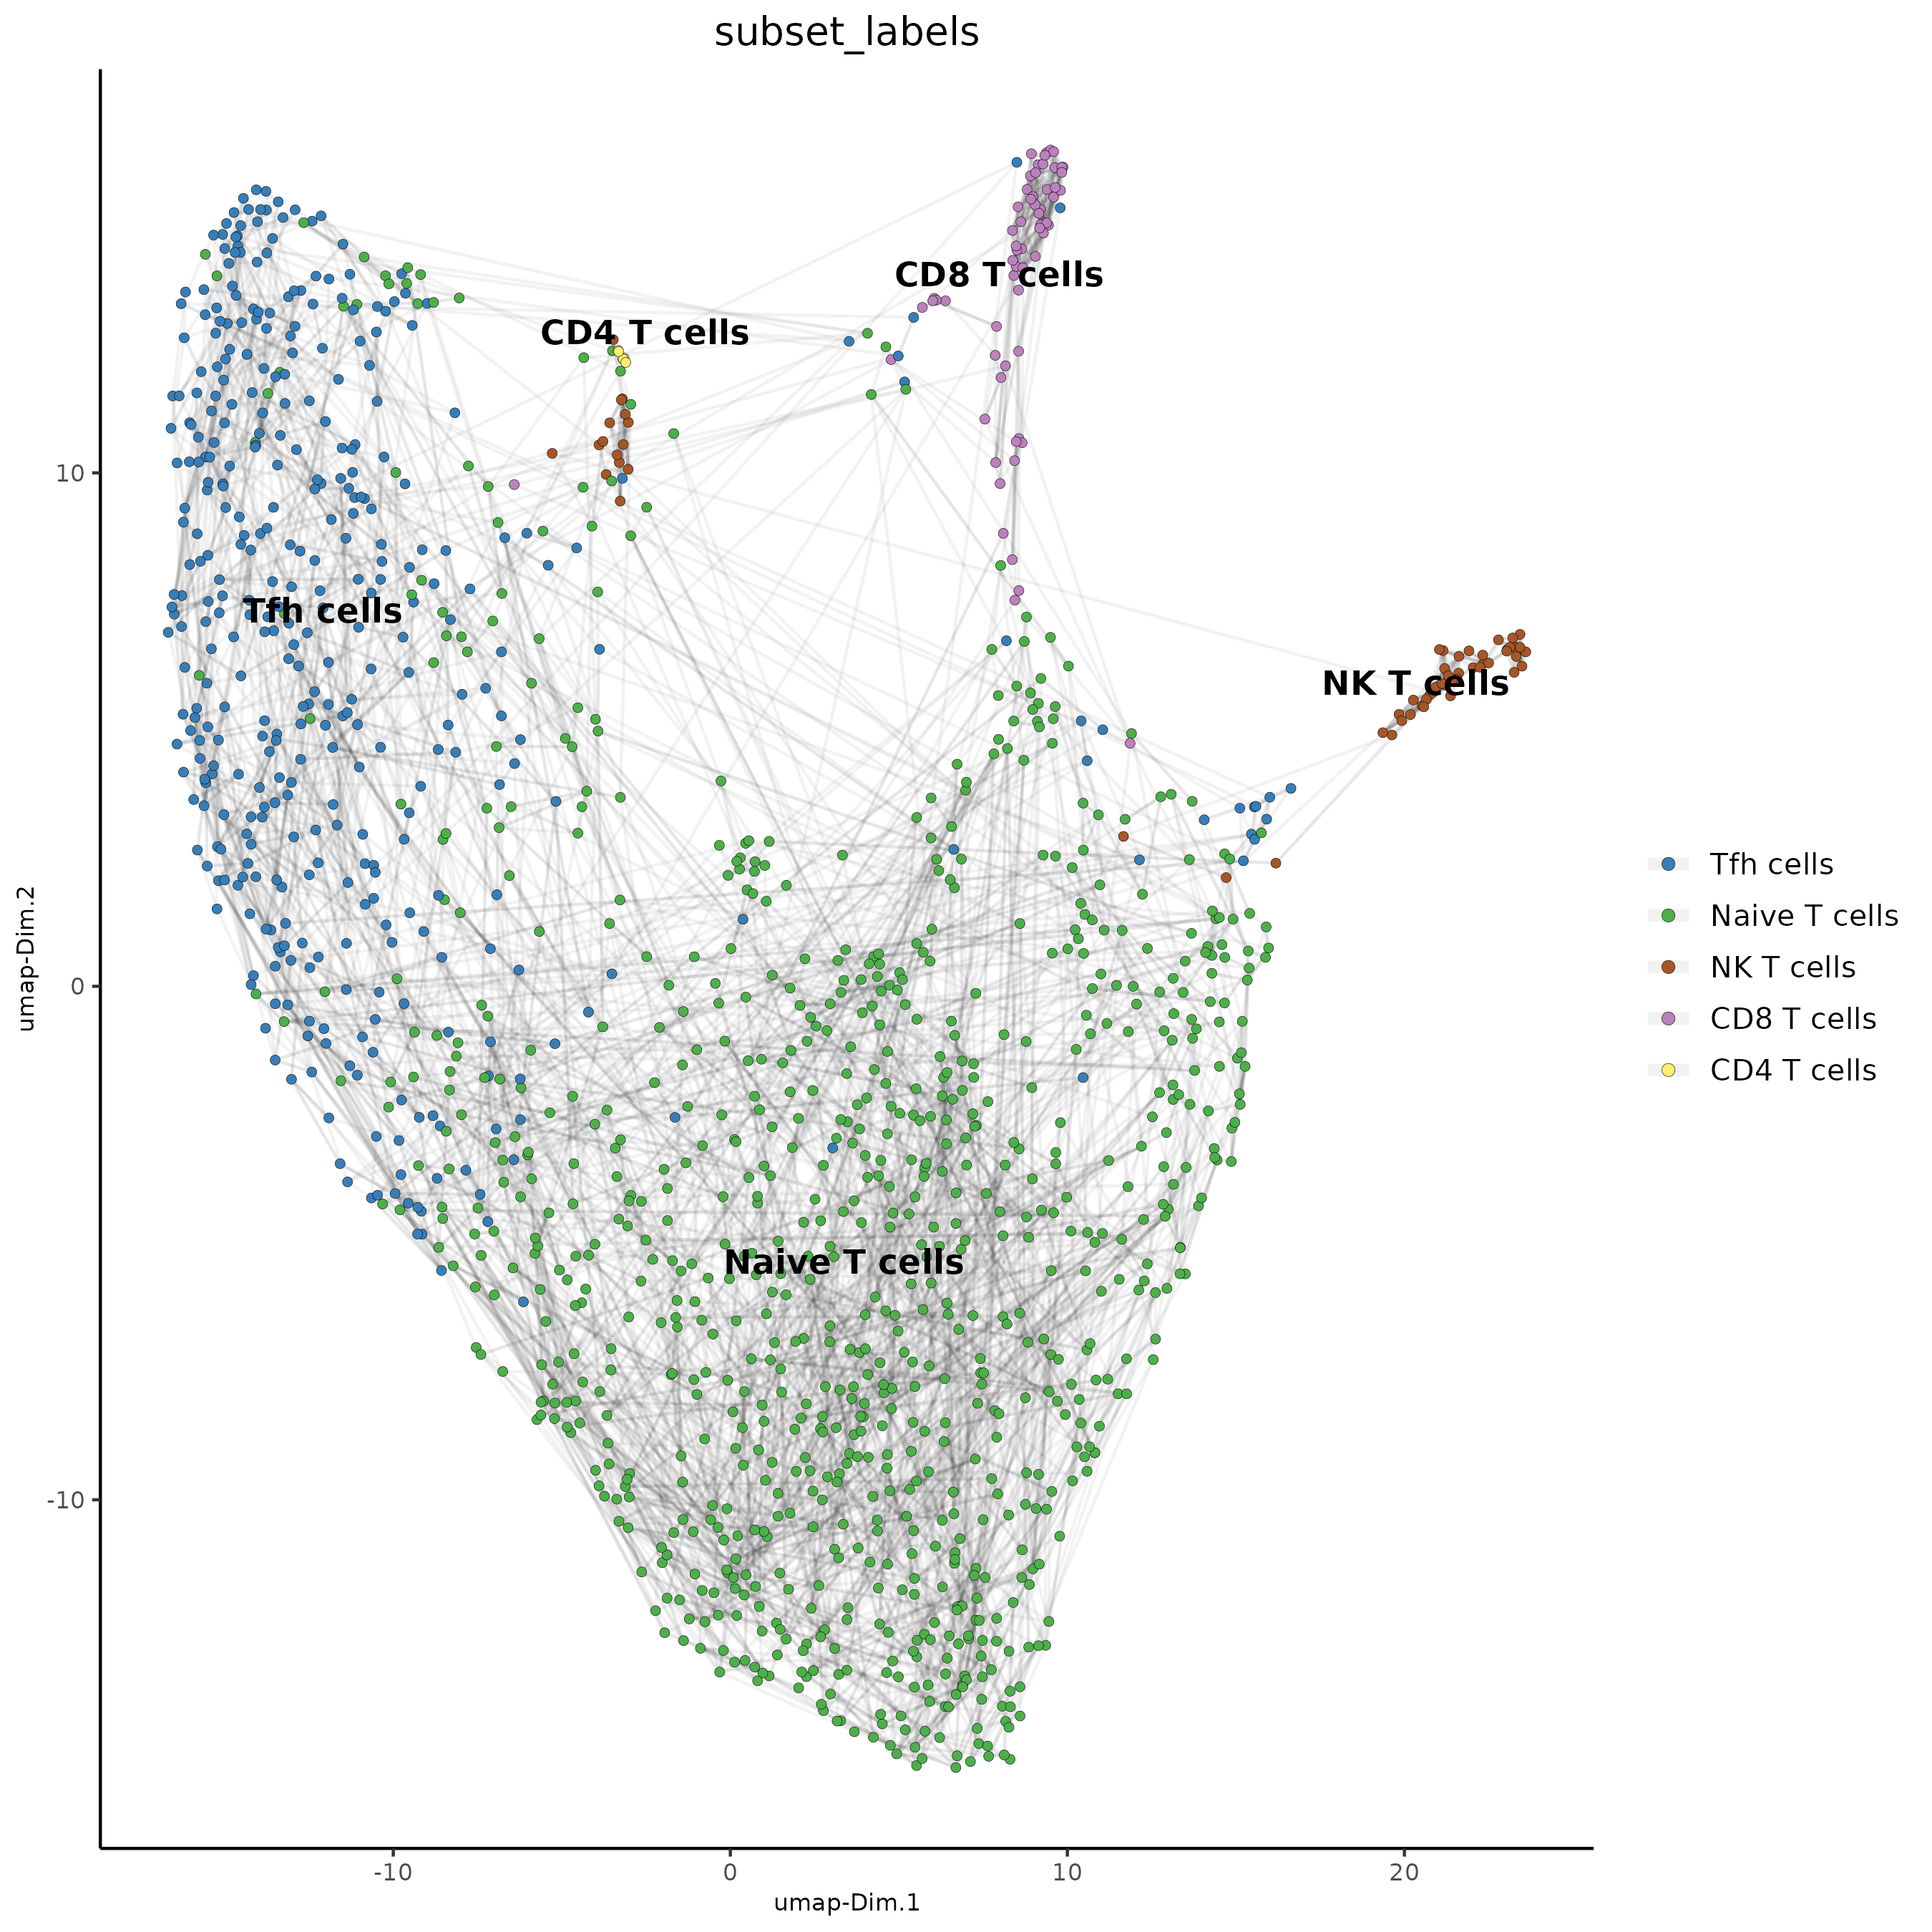 subset_labels
CD8 T cells
CD4 T cells
Tfh cells
NK T cells
Naive T cells
10
0
-10
umap-Dim.2
-10
0
10
20
umap-Dim.1
Tfh cells
Naive T cells
NK T cells
CD8 T cells
CD4 T cells